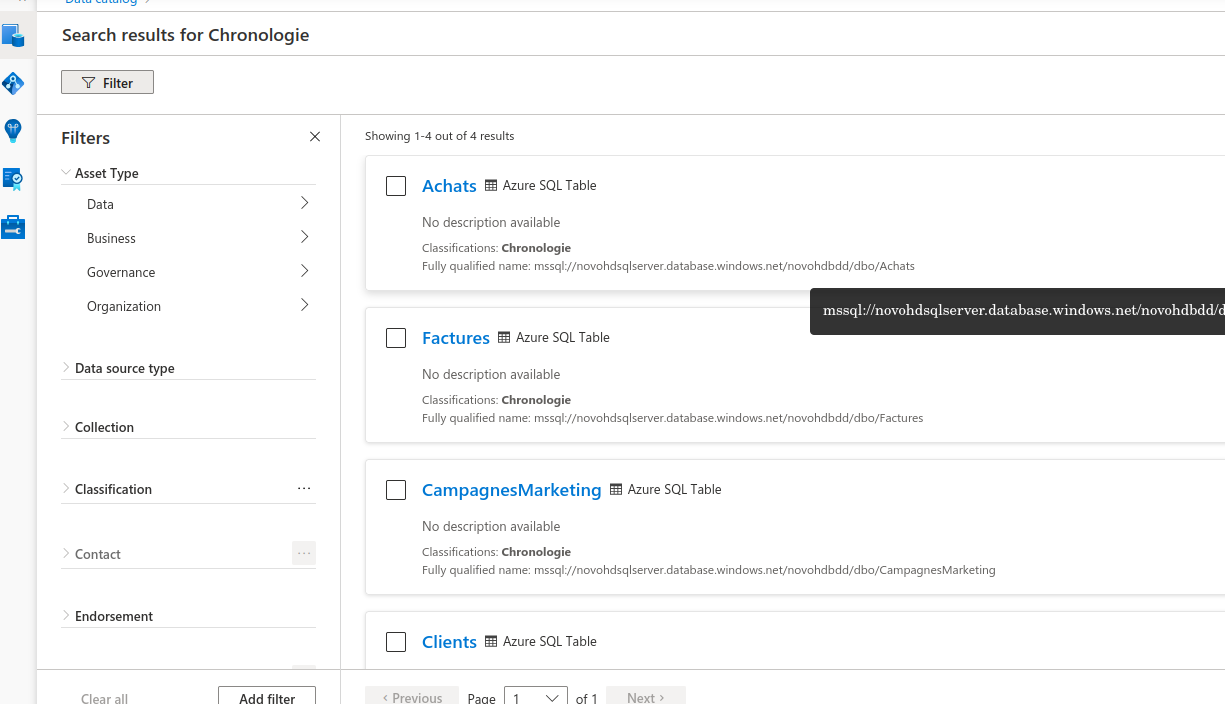 Data catalog >
Search results for Chronologie
Filter
Filters
Asset Type
Data
Business
Governance
Organization
Data source type
Collection
Classification
...
Contact
...
Endorsement
Clear all
Add filter
Showing 1-4 out of 4 results
Achats Azure SQL Table
No description available
Classifications: Chronologie
Fully qualified name: mssql://novohdsqlserver.database.windows.net/novohdbdd/dbo/Achats
mssql://novohdsqlserver.database.windows.net/novohdbdd/d
Factures Azure SQL Table
No description available
Classifications: Chronologie
Fully qualified name: mssql://novohdsqlserver.database.windows.net/novohdbdd/dbo/Factures
CampagnesMarketing Azure SQL Table
No description available
Classifications: Chronologie
Fully qualified name: mssql://novohdsqlserver.database.windows.net/novohdbdd/dbo/CampagnesMarketing
Clients Azure SQL Table
< Previous Page 1 of 1 Next >